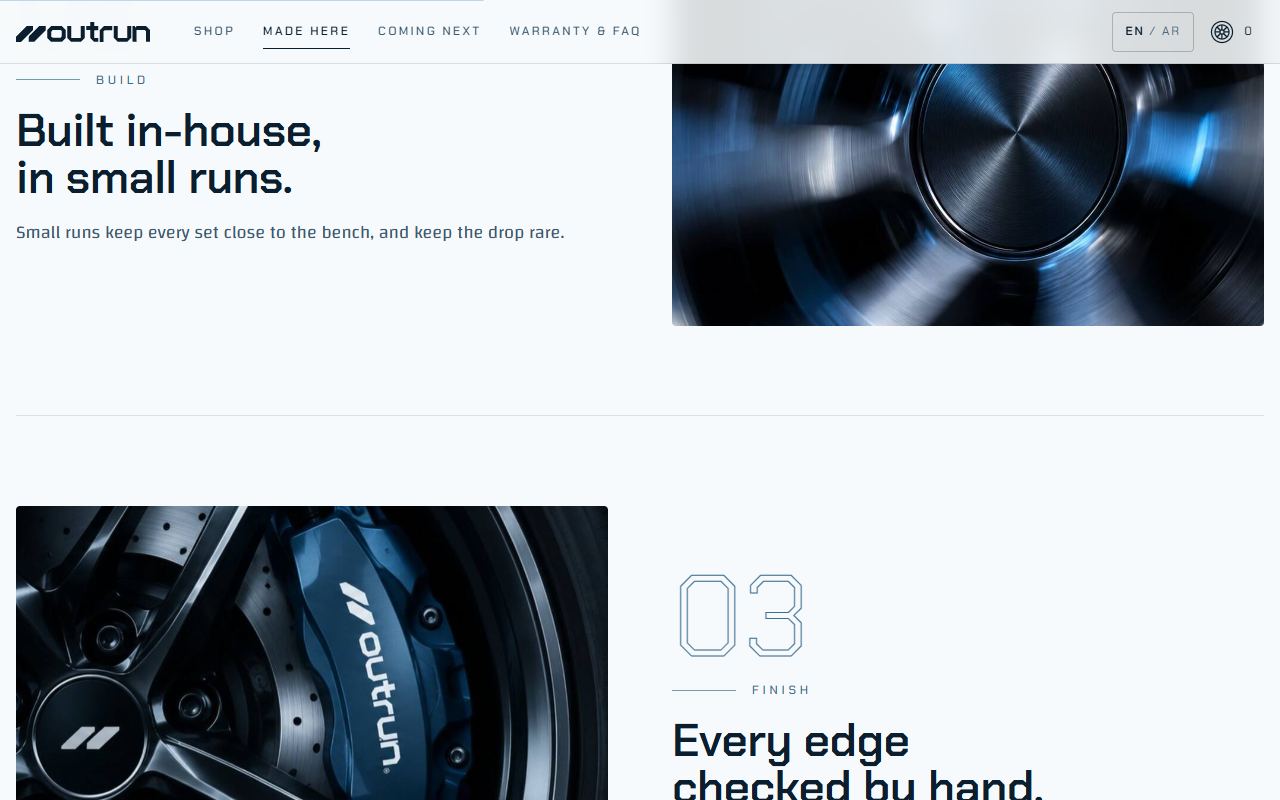 outrun
SHOP
MADE HERE
COMING NEXT
WARRANTY & FAQ
EN / AR
0
BUILD
Built in-house,
in small runs.
Small runs keep every set close to the bench, and keep the drop rare.
outrun®
03
FINISH
Every edge
checked by hand.